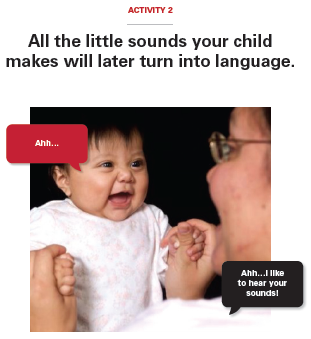 ACTIVITY 2
All the little sounds your child
makes will later turn into language.
Ahh...
Ahh...I like
to hear your
sounds!